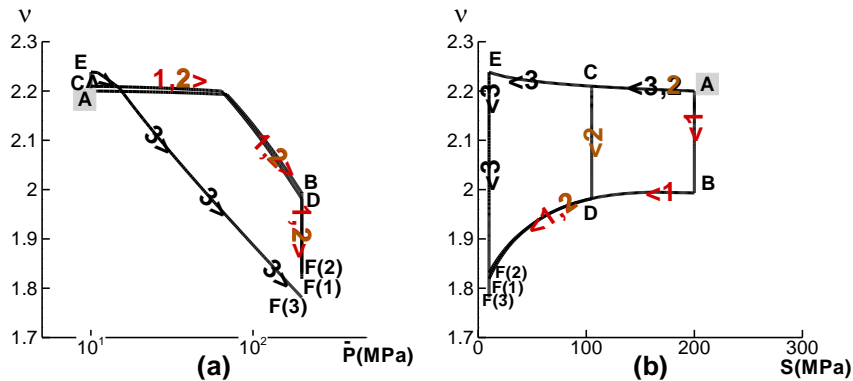 ν
2.3
2.2
2.1
2
1.9
1.8
1.7
E
C
A
1,2>
3>
3>
3>
1,2>
B
D
1,2>
F(2)
F(1)
F(3)
10¹
10²
P̄(MPa)
(a)
ν
2.3
2.2
2.1
2
1.9
1.8
1.7
E
<3
C
<3,2
A
<3
<3
<2
<1
B
<1
D
<1,2
F(2)
F(1)
F(3)
0
100
200
300
S(MPa)
(b)